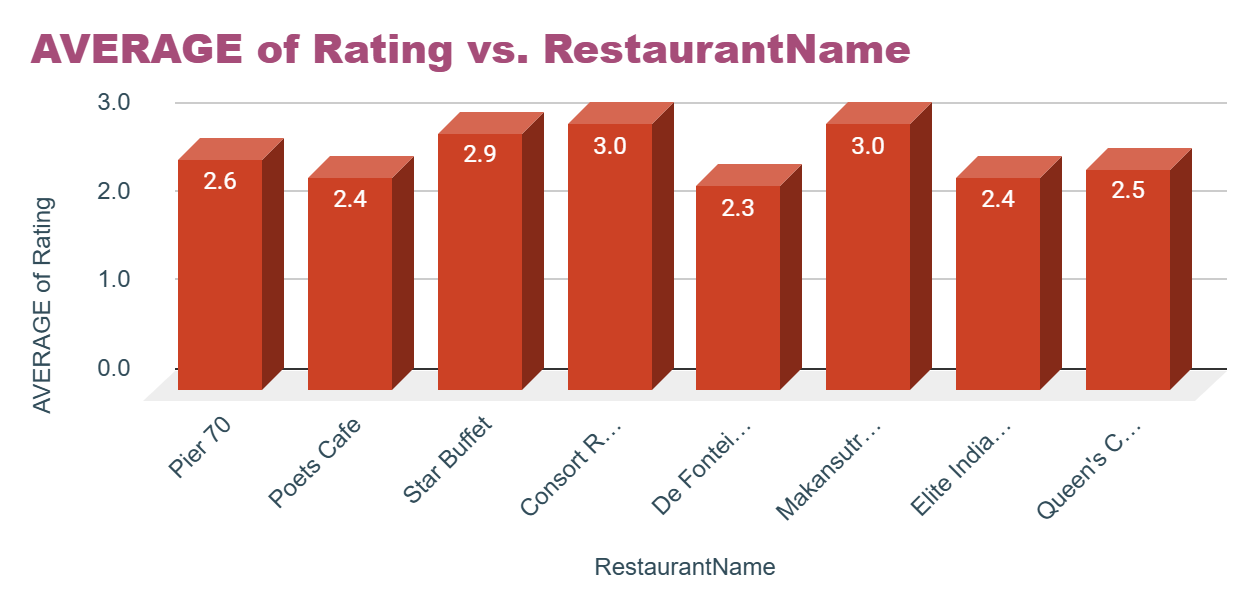 AVERAGE of Rating vs. RestaurantName
3.0
2.0
1.0
0.0
AVERAGE of Rating
2.6
2.4
2.9
3.0
2.3
3.0
2.4
2.5
Pier 70
Poets Cafe
Star Buffet
Consort R…
De Fontei…
Makansutr…
Elite India…
Queen's C…
RestaurantName